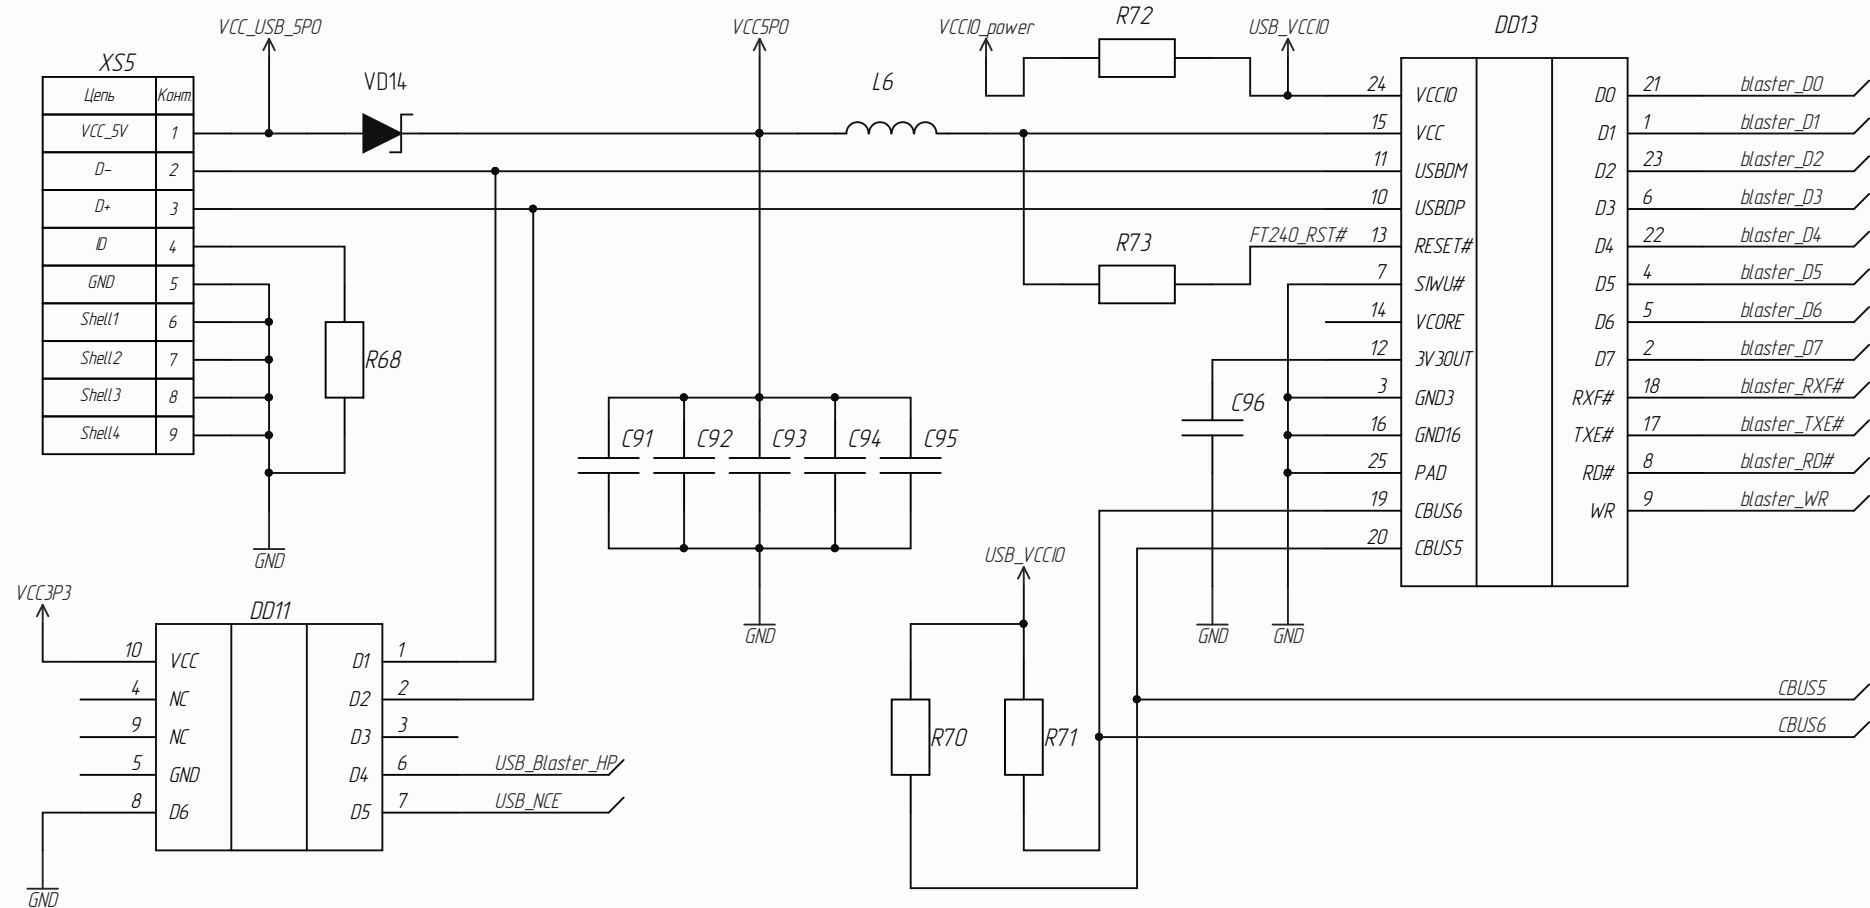 VCC_USB_5P0
VCC5P0
VCCIO_power
R72
USB_VCCIO
DD13
XS5
VD14
L6
Цепь Конт.
VCC_5V 1
D- 2
D+ 3
ID 4
GND 5
Shell1 6
Shell2 7
Shell3 8
Shell4 9
R68
GND
R73
FT240_RST#
24 VCCIO
15 VCC
11 USBDM
10 USBDP
13 RESET#
7 SIWU#
14 VCORE
12 3V3OUT
3 GND3
16 GND16
25 PAD
19 CBUS6
20 CBUS5
D0 21 blaster_D0
D1 1 blaster_D1
D2 23 blaster_D2
D3 6 blaster_D3
D4 22 blaster_D4
D5 4 blaster_D5
D6 5 blaster_D6
D7 2 blaster_D7
RXF# 18 blaster_RXF#
TXE# 17 blaster_TXE#
RD# 8 blaster_RD#
WR 9 blaster_WR
C91 C92 C93 C94 C95
C96
GND
GND GND
USB_VCCIO
R70 R71
CBUS5
CBUS6
VCC3P3
DD11
10 VCC D1 1
4 NC D2 2
9 NC D3 3
5 GND D4 6 USB_Blaster_HP
8 D6 D5 7 USB_NCE
GND